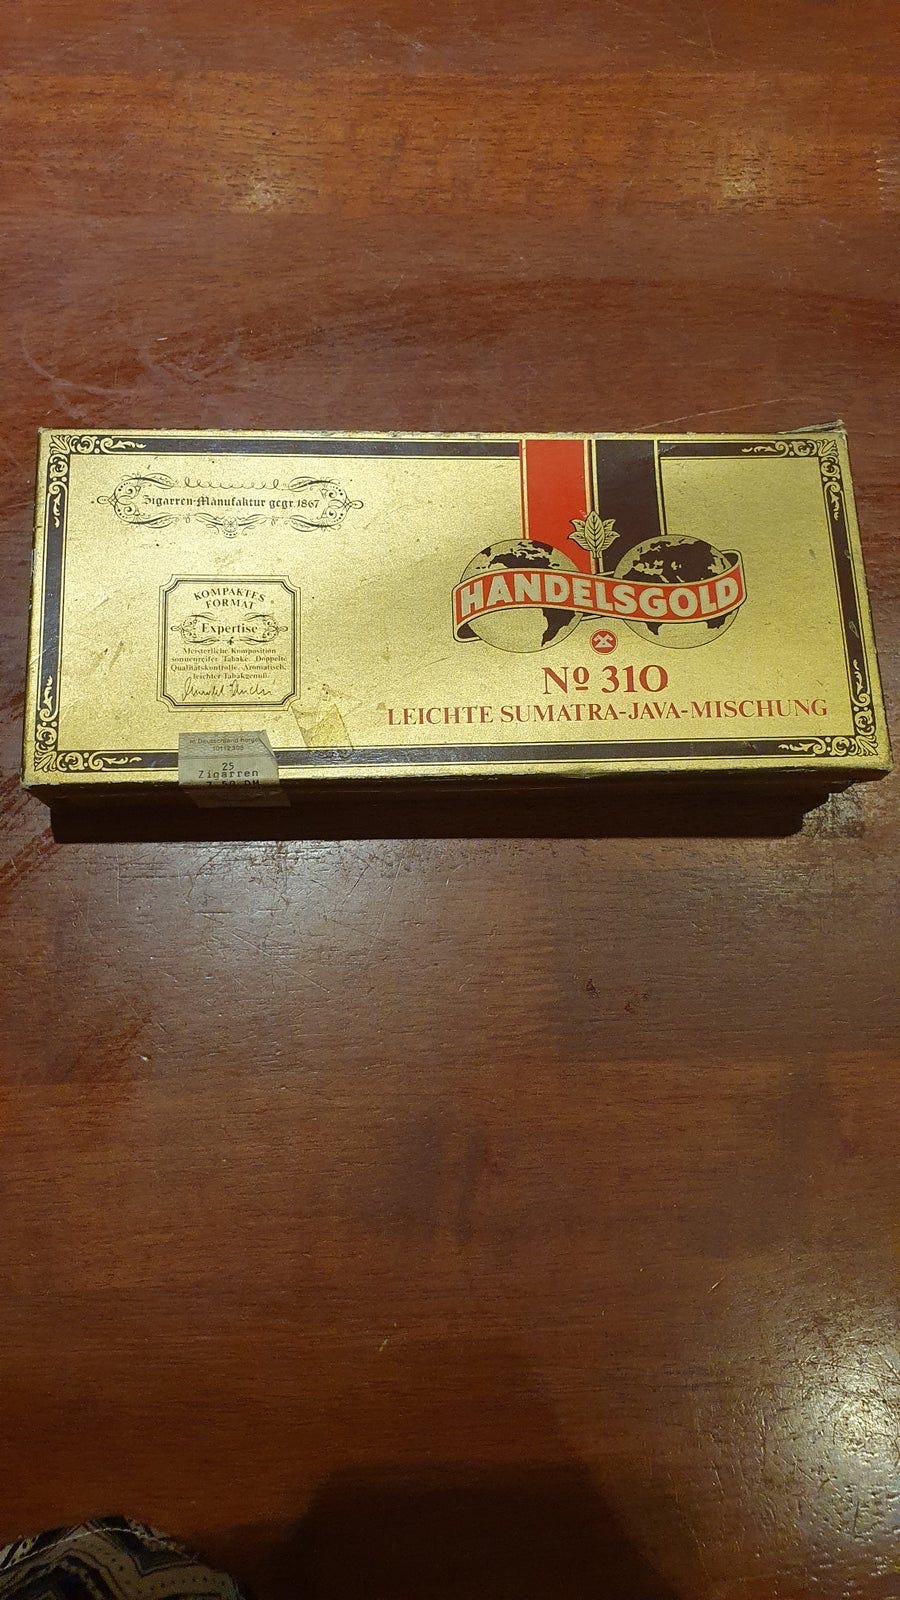 Zigarren-Manufaktur gegr. 1867
KOMPAKTES
FORMAT
Expertise
Meisterliche Komposition
sonnenreifer Tabake. Doppelte
Qualitätskontrolle. Aromatisch,
leichter Tabakgenuß.
HANDELSGOLD
Nº 310
LEICHTE SUMATRA-JAVA-MISCHUNG
25
Zigarren